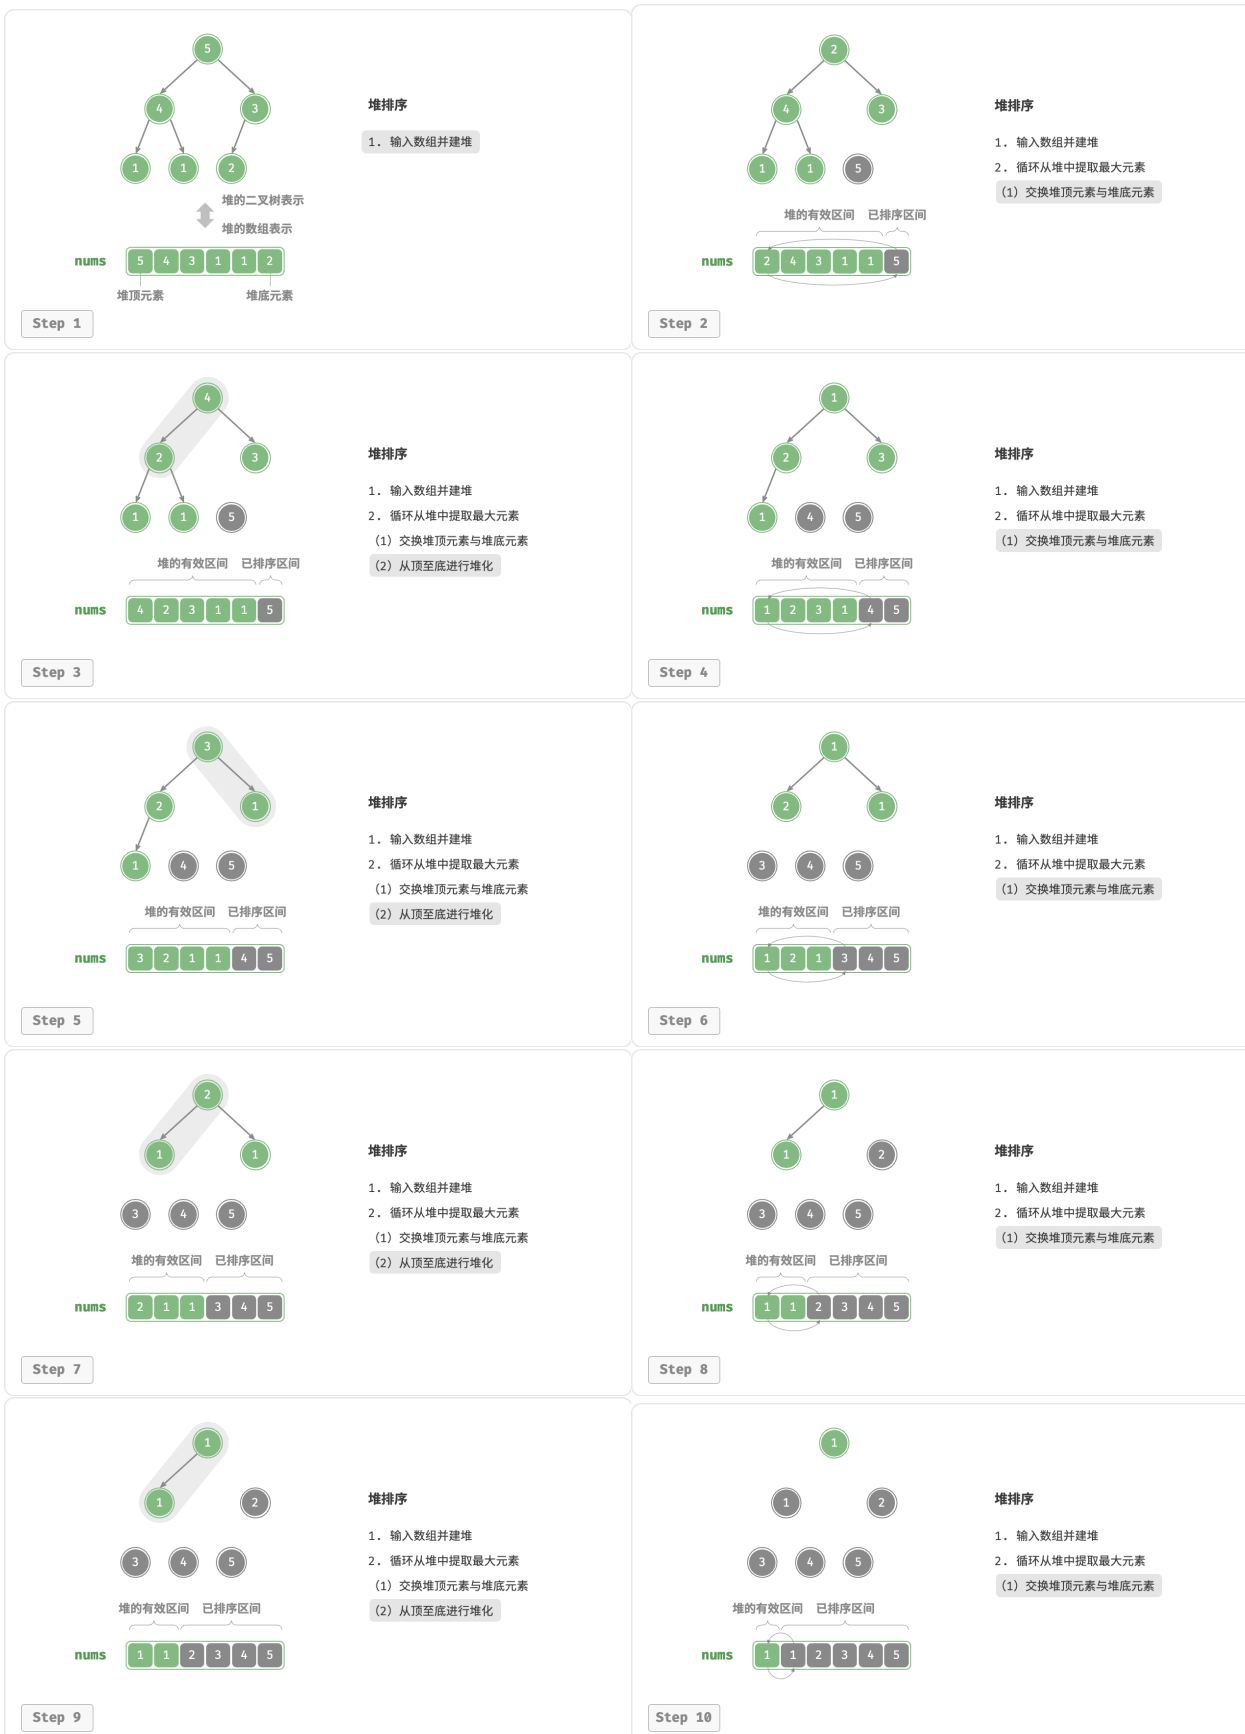 5
4 3
1 1 2
堆的二叉树表示
堆的数组表示
nums 5 4 3 1 1 2
堆顶元素 堆底元素
堆排序
1. 输入数组并建堆
Step 1
2
4 3
1 1 5
堆的有效区间 已排序区间
nums 2 4 3 1 1 5
堆排序
1. 输入数组并建堆
2. 循环从堆中提取最大元素
（1）交换堆顶元素与堆底元素
Step 2
4
2 3
1 1 5
堆的有效区间 已排序区间
nums 4 2 3 1 1 5
堆排序
1. 输入数组并建堆
2. 循环从堆中提取最大元素
（1）交换堆顶元素与堆底元素
（2）从顶至底进行堆化
Step 3
1
2 3
1 4 5
堆的有效区间 已排序区间
nums 1 2 3 1 4 5
堆排序
1. 输入数组并建堆
2. 循环从堆中提取最大元素
（1）交换堆顶元素与堆底元素
Step 4
3
2 1
1 4 5
堆的有效区间 已排序区间
nums 3 2 1 1 4 5
堆排序
1. 输入数组并建堆
2. 循环从堆中提取最大元素
（1）交换堆顶元素与堆底元素
（2）从顶至底进行堆化
Step 5
1
2 1
3 4 5
堆的有效区间 已排序区间
nums 1 2 1 3 4 5
堆排序
1. 输入数组并建堆
2. 循环从堆中提取最大元素
（1）交换堆顶元素与堆底元素
Step 6
2
1 1
3 4 5
堆的有效区间 已排序区间
nums 2 1 1 3 4 5
堆排序
1. 输入数组并建堆
2. 循环从堆中提取最大元素
（1）交换堆顶元素与堆底元素
（2）从顶至底进行堆化
Step 7
1
1 2
3 4 5
堆的有效区间 已排序区间
nums 1 1 2 3 4 5
堆排序
1. 输入数组并建堆
2. 循环从堆中提取最大元素
（1）交换堆顶元素与堆底元素
Step 8
1
1 2
3 4 5
堆的有效区间 已排序区间
nums 1 1 2 3 4 5
堆排序
1. 输入数组并建堆
2. 循环从堆中提取最大元素
（1）交换堆顶元素与堆底元素
（2）从顶至底进行堆化
Step 9
1
1 2
3 4 5
堆的有效区间 已排序区间
nums 1 1 2 3 4 5
堆排序
1. 输入数组并建堆
2. 循环从堆中提取最大元素
（1）交换堆顶元素与堆底元素
Step 10